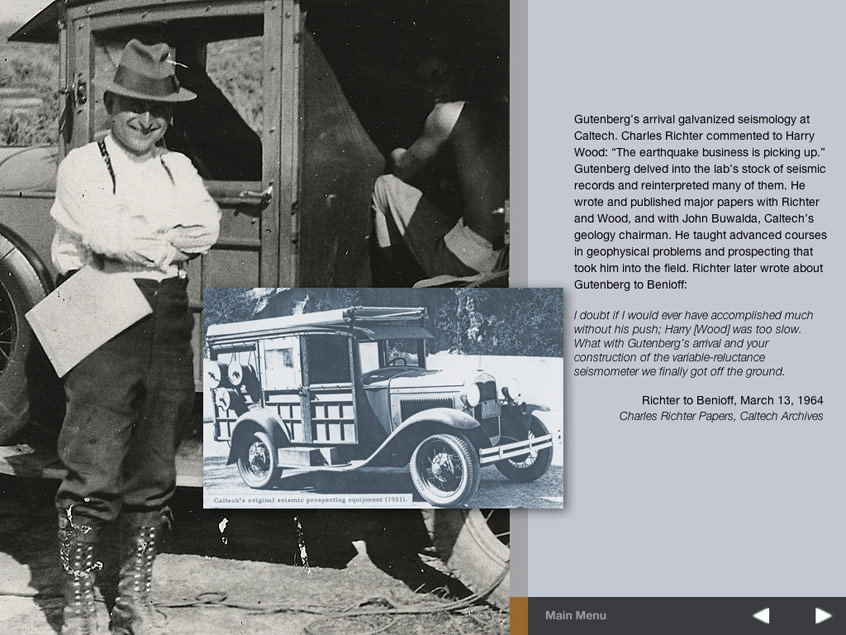 Gutenberg's arrival galvanized seismology at
Caltech. Charles Richter commented to Harry
Wood: “The earthquake business is picking up.”
Gutenberg delved into the lab's stock of seismic
records and reinterpreted many of them. He
wrote and published major papers with Richter
and Wood, and with John Buwalda, Caltech's
geology chairman. He taught advanced courses
in geophysical problems and prospecting that
took him into the field. Richter later wrote about
Gutenberg to Benioff:
I doubt if I would ever have accomplished much
without his push; Harry [Wood] was too slow.
What with Gutenberg's arrival and your
construction of the variable-reluctance
seismometer we finally got off the ground.
Richter to Benioff, March 13, 1964
Charles Richter Papers, Caltech Archives
Caltech's original seismic prospecting equipment (1931).
Main Menu